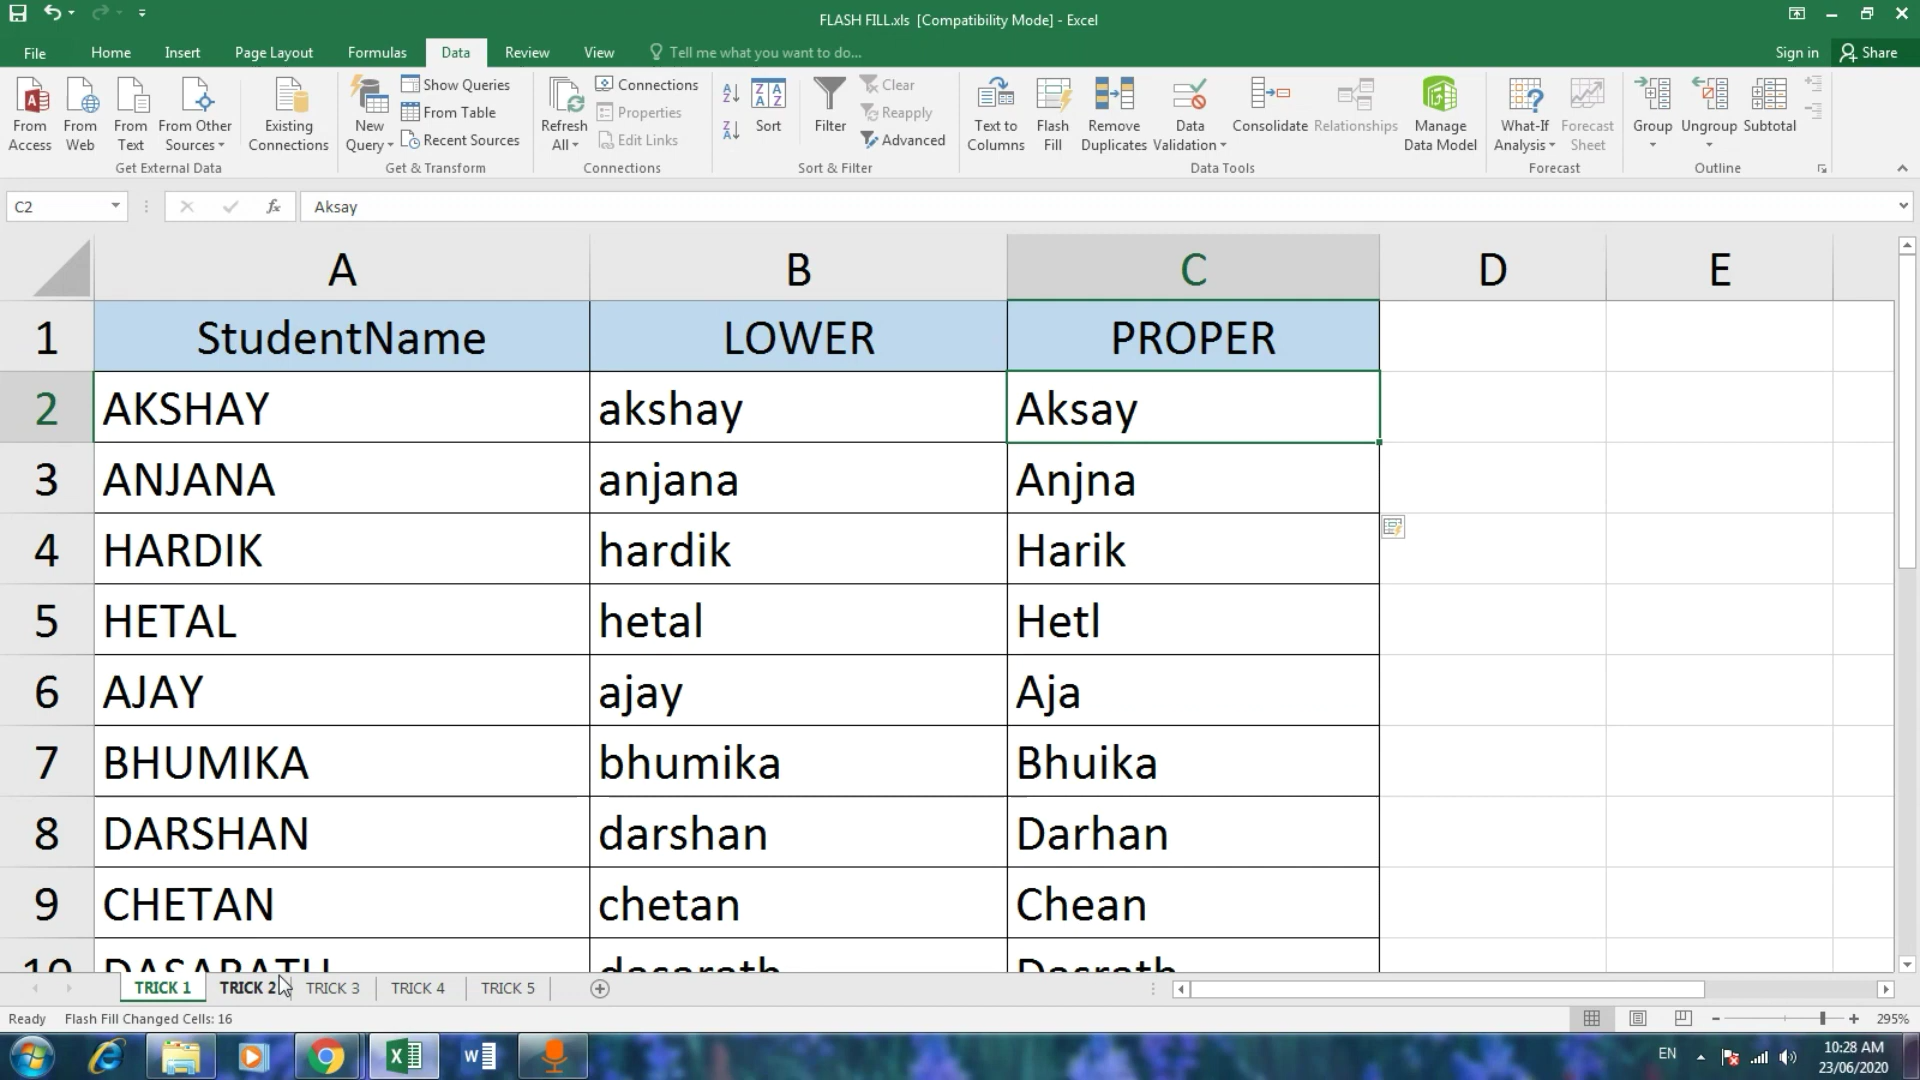 FLASH FILL.xls [Compatibility Mode] - Excel
File Home Insert Page Layout Formulas Data Review View Tell me what you want to do... Sign in Share
From Access
From Web
From Text
From Other Sources
Get External Data
Existing Connections
New Query
Show Queries
From Table
Recent Sources
Get & Transform
Refresh All
Connections
Properties
Edit Links
Connections
Sort
Filter
Clear
Reapply
Advanced
Sort & Filter
Text to Columns
Flash Fill
Remove Duplicates
Data Validation
Consolidate
Relationships
Manage Data Model
Data Tools
What-If Analysis
Forecast Sheet
Forecast
Group
Ungroup
Subtotal
Outline
C2 fx Aksay
A B C D E
1 StudentName LOWER PROPER
2 AKSHAY akshay Aksay
3 ANJANA anjana Anjna
4 HARDIK hardik Harik
5 HETAL hetal Hetl
6 AJAY ajay Aja
7 BHUMIKA bhumika Bhuika
8 DARSHAN darshan Darhan
9 CHETAN chetan Chean
10 DASARATH dasarath Dasrath
TRICK 1 TRICK 2 TRICK 3 TRICK 4 TRICK 5
Ready Flash Fill Changed Cells: 16 295%
EN 10:28 AM
23/06/2020